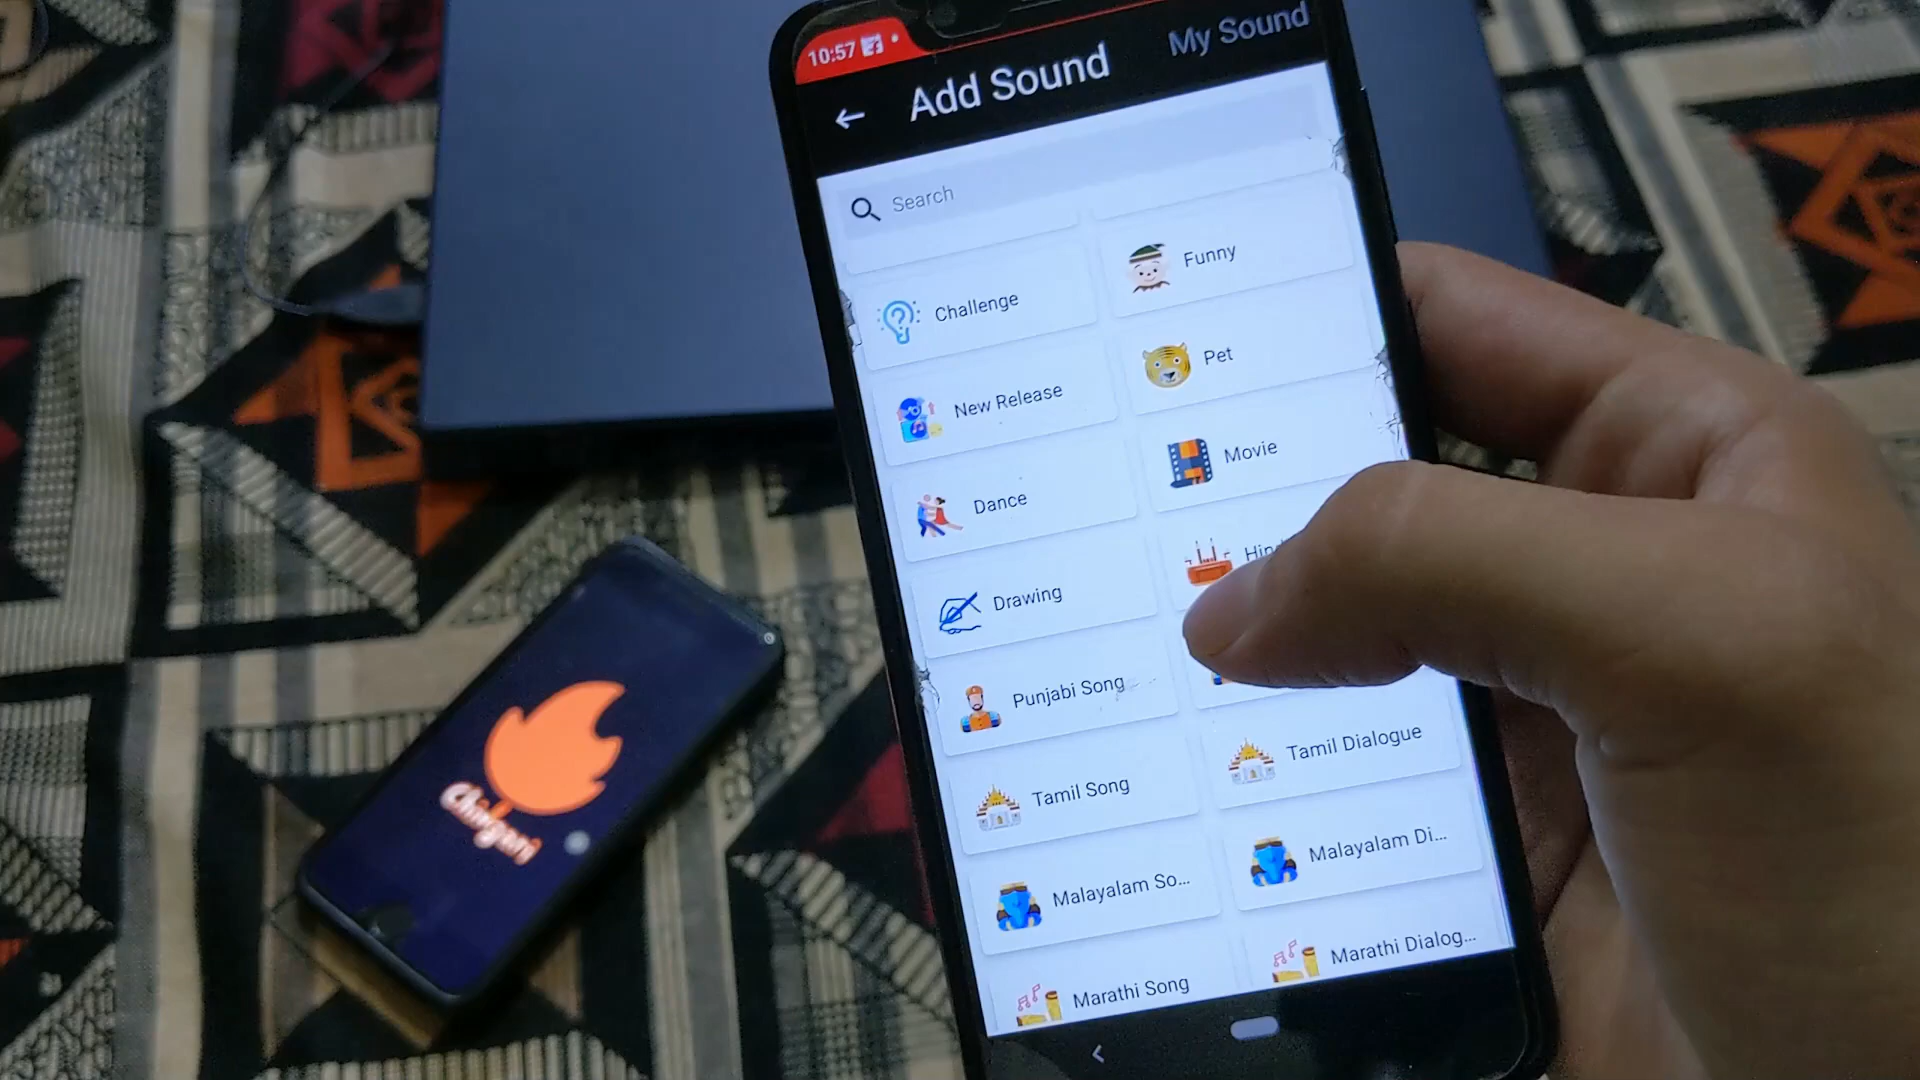 10:57
Add Sound
My Sound
Search
Challenge
Funny
New Release
Pet
Dance
Movie
Drawing
Punjabi Song
Tamil Song
Tamil Dialogue
Malayalam So...
Malayalam Di...
Marathi Song
Marathi Dialog...
Chingari